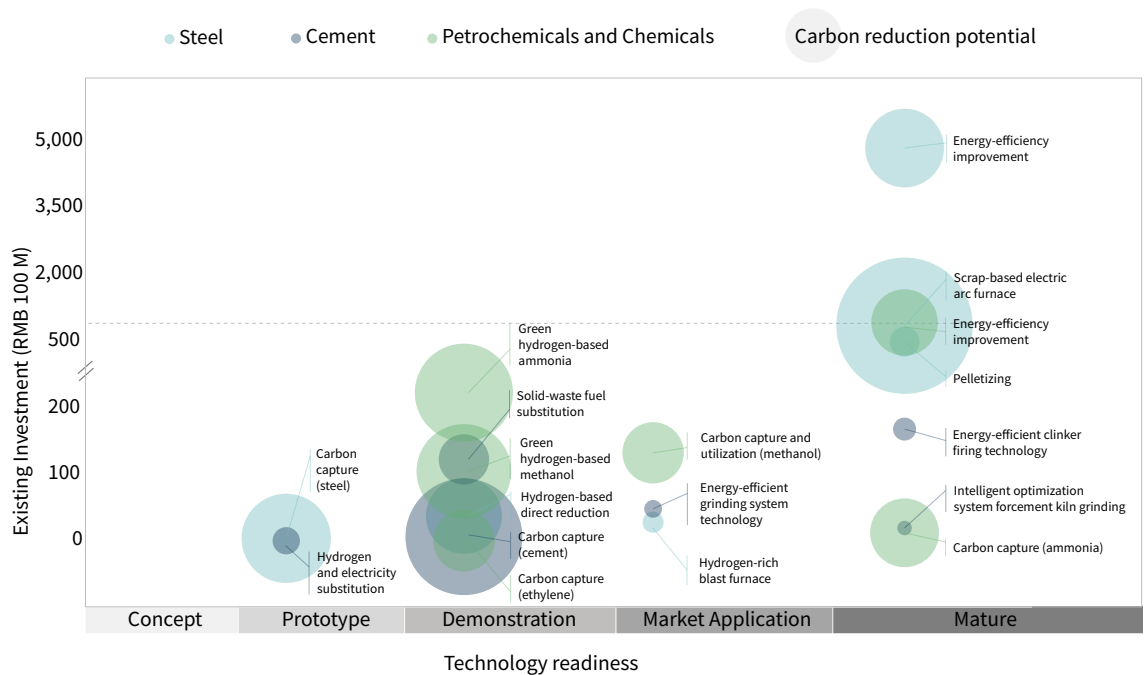 Steel
Cement
Petrochemicals and Chemicals
Carbon reduction potential
Existing Investment (RMB 100 M)
5,000
3,500
2,000
500
200
100
0
Energy-efficiency
improvement
Scrap-based electric
arc furnace
Energy-efficiency
improvement
Pelletizing
Green
hydrogen-based
ammonia
Solid-waste fuel
substitution
Green
hydrogen-based
methanol
Hydrogen-based
direct reduction
Carbon capture
(cement)
Carbon capture
(ethylene)
Carbon
capture
(steel)
Hydrogen
and electricity
substitution
Carbon capture and
utilization (methanol)
Energy-efficient
grinding system
technology
Hydrogen-rich
blast furnace
Energy-efficient clinker
firing technology
Intelligent optimization
system forcement kiln grinding
Carbon capture (ammonia)
Concept
Prototype
Demonstration
Market Application
Mature
Technology readiness